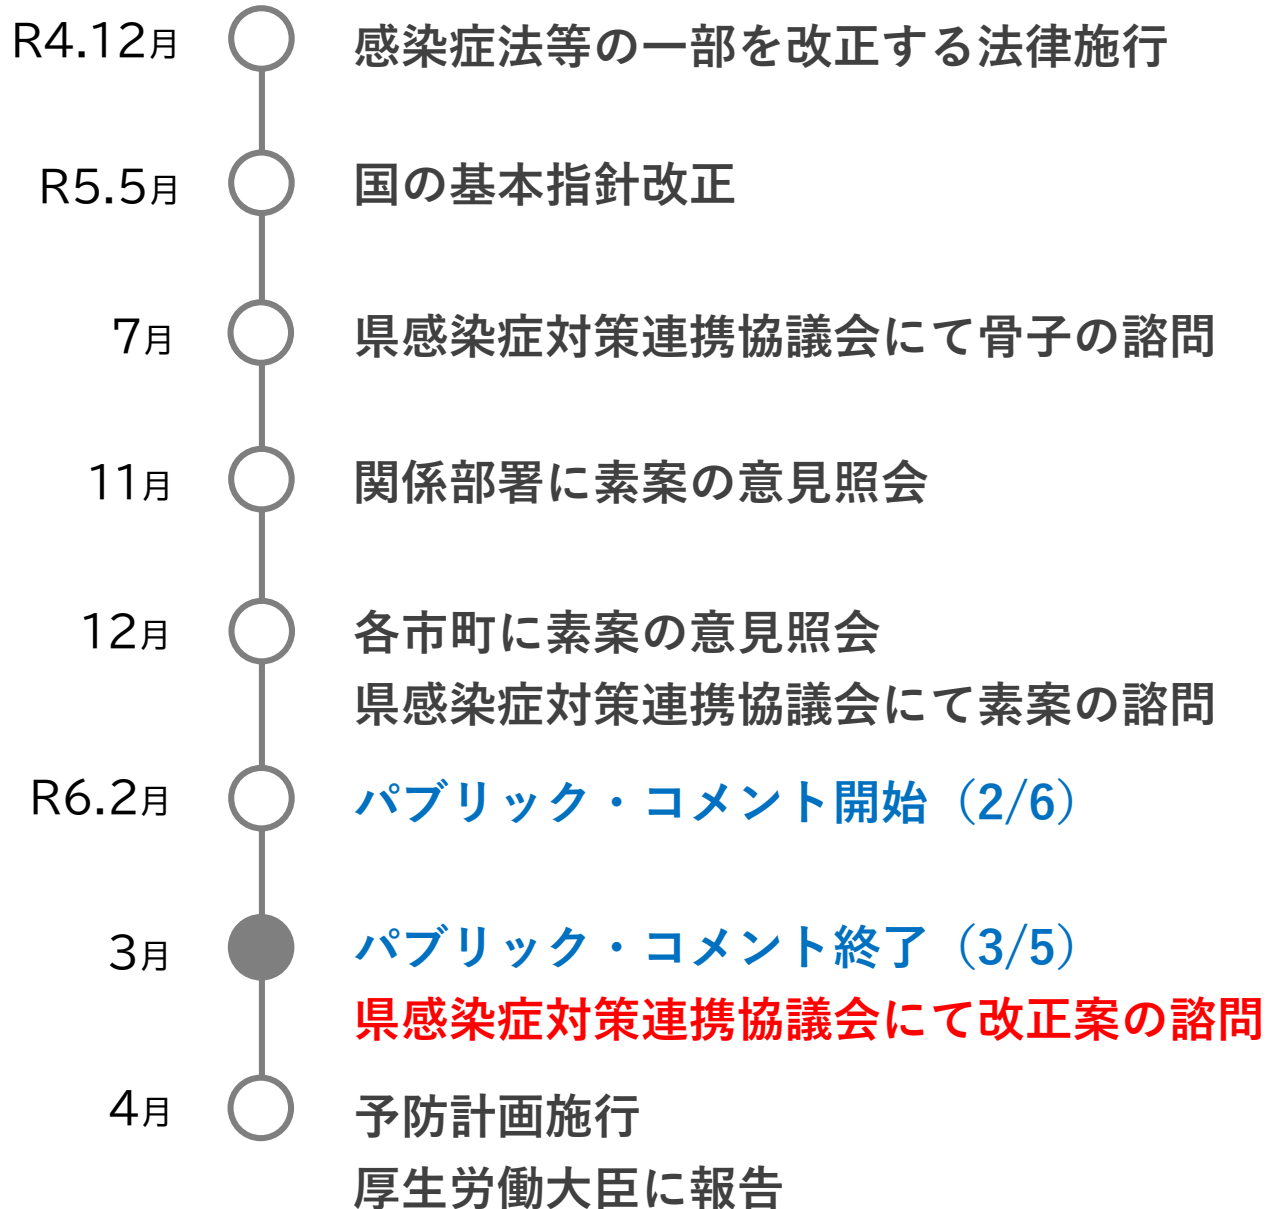 R4.12月 感染症法等の一部を改正する法律施行
R5.5月 国の基本指針改正
7月 県感染症対策連携協議会にて骨子の諮問
11月 関係部署に素案の意見照会
12月 各市町に素案の意見照会
県感染症対策連携協議会にて素案の諮問
R6.2月 パブリック・コメント開始（2/6）
3月 パブリック・コメント終了（3/5）
県感染症対策連携協議会にて改正案の諮問
4月 予防計画施行
厚生労働大臣に報告